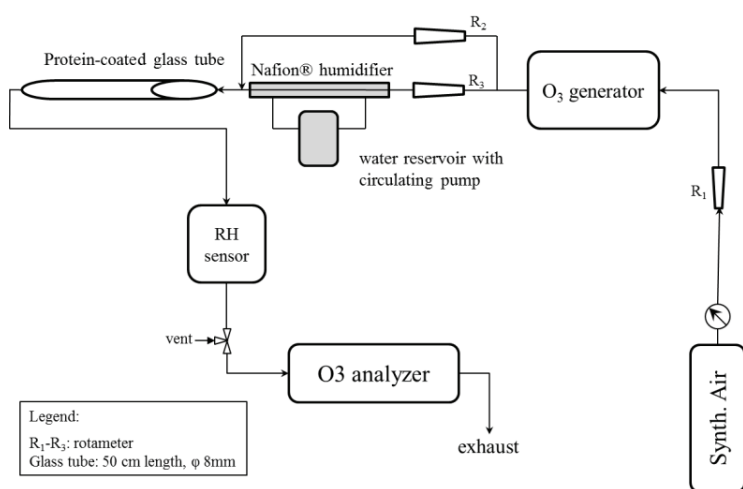 R2
Protein-coated glass tube
Nafion® humidifier
R3
O3 generator
water reservoir with
circulating pump
R1
RH
sensor
vent
O3 analyzer
exhaust
Synth. Air
Legend:
R1-R3: rotameter
Glass tube: 50 cm length, φ 8mm